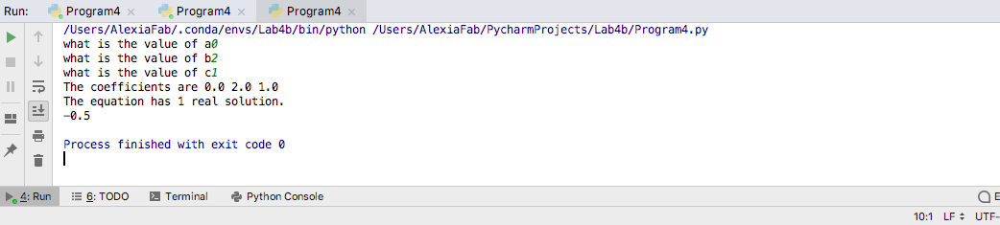 Run: Program4 × Program4 × Program4 ×
/Users/AlexiaFab/.conda/envs/Lab4b/bin/python /Users/AlexiaFab/PycharmProjects/Lab4b/Program4.py
what is the value of a0
what is the value of b2
what is the value of c1
The coefficients are 0.0 2.0 1.0
The equation has 1 real solution.
-0.5
Process finished with exit code 0
4: Run 6: TODO Terminal Python Console E
10:1 LF UTF-